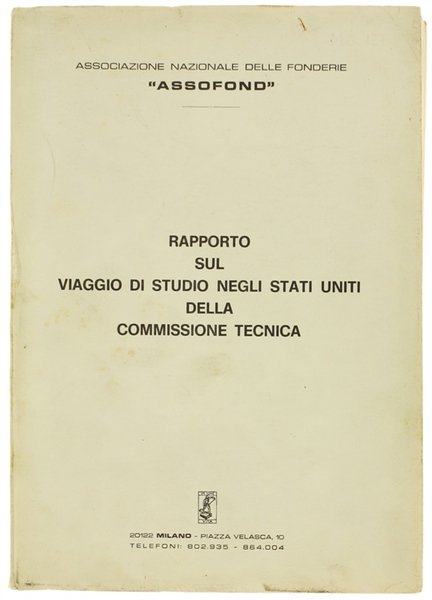 ASSOCIAZIONE NAZIONALE DELLE FONDERIE
"ASSOFOND"
RAPPORTO
SUL
VIAGGIO DI STUDIO NEGLI STATI UNITI
DELLA
COMMISSIONE TECNICA
20122 MILANO - PIAZZA VELASCA, 10
TELEFONI: 802.935 - 864.004